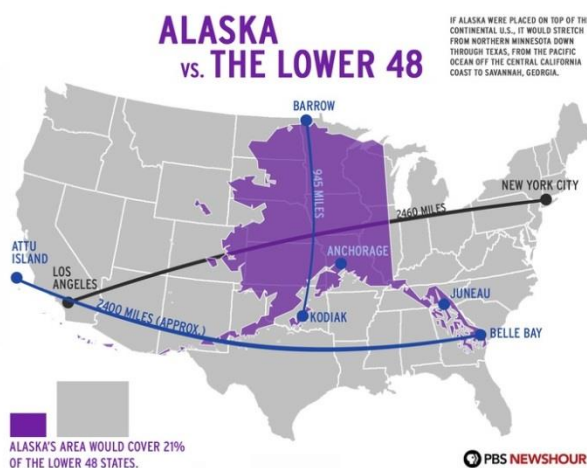 ALASKA
VS. THE LOWER 48
IF ALASKA WERE PLACED ON TOP OF THE
CONTINENTAL U.S., IT WOULD STRETCH
FROM NORTHERN MINNESOTA DOWN
THROUGH TEXAS, FROM THE PACIFIC
OCEAN OFF THE CENTRAL CALIFORNIA
COAST TO SAVANNAH, GEORGIA.
BARROW
945 MILES
NEW YORK CITY
2460 MILES
ATTU
ISLAND
LOS
ANGELES
ANCHORAGE
2400 MILES (APPROX.)
KODIAK
JUNEAU
BELLE BAY
ALASKA'S AREA WOULD COVER 21%
OF THE LOWER 48 STATES.
PBS NEWSHOUR